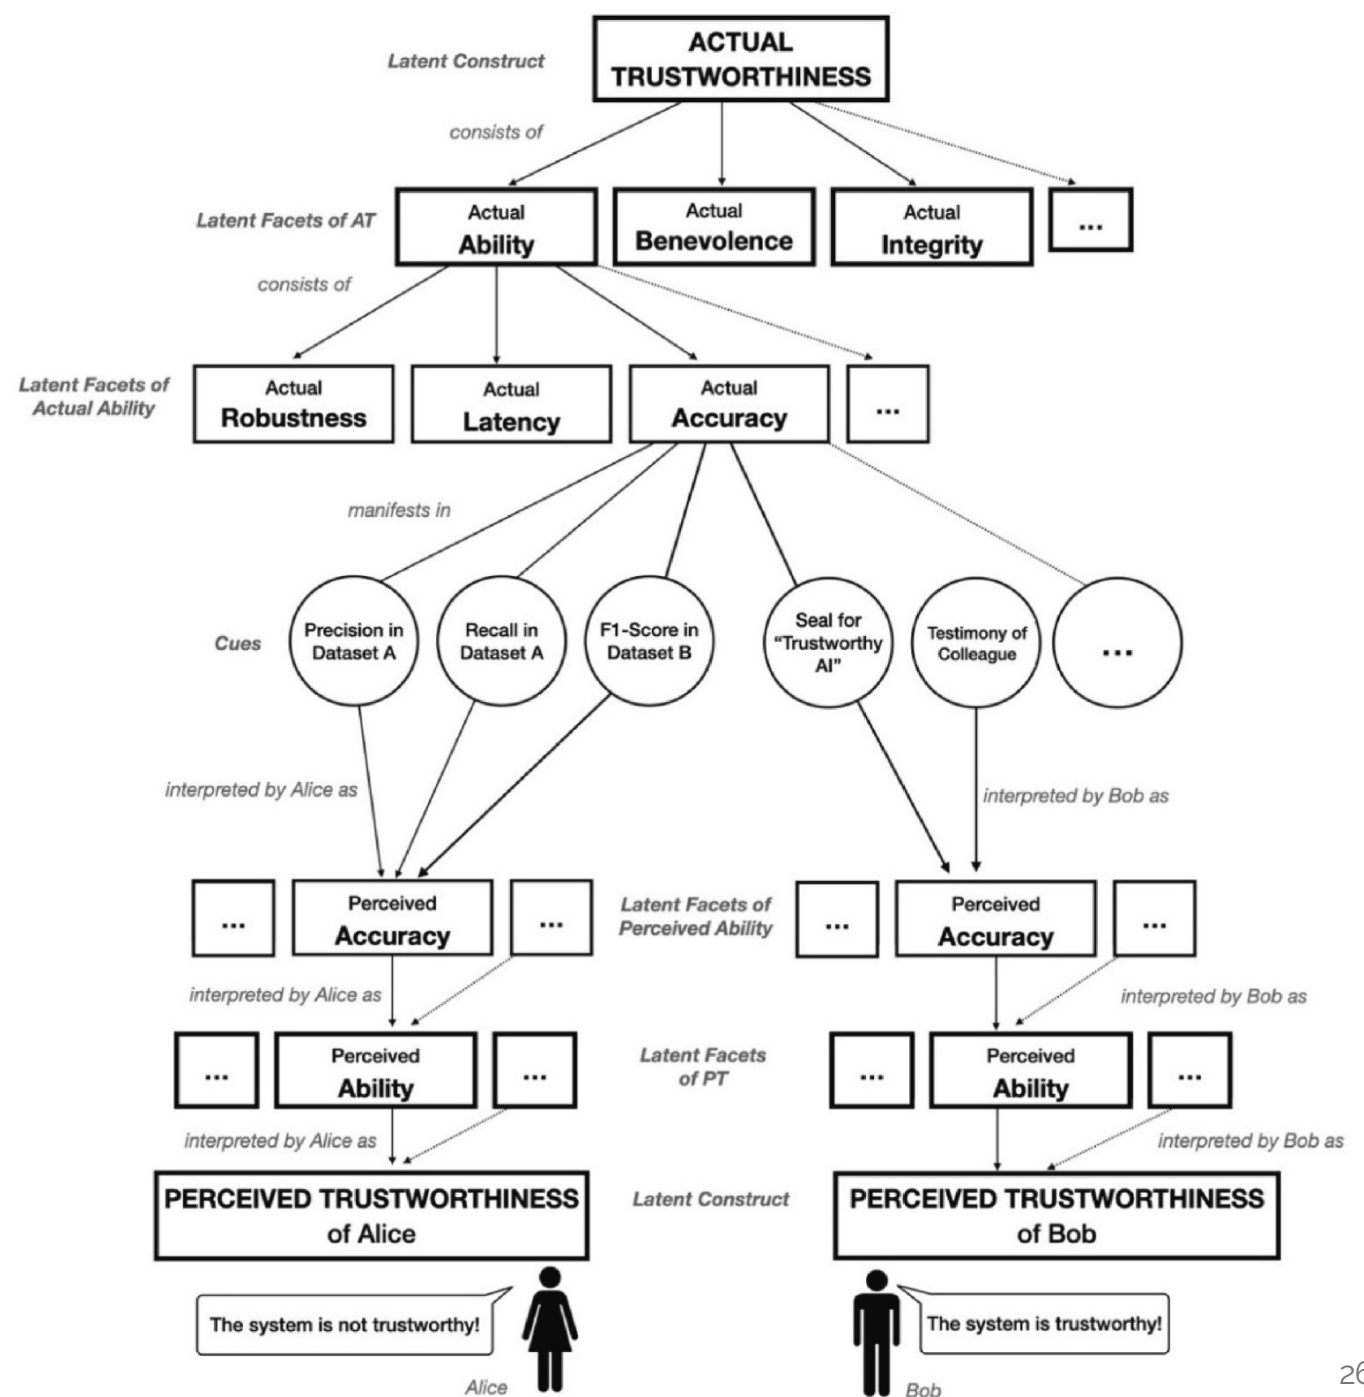 Latent Construct
ACTUAL
TRUSTWORTHINESS
consists of
Latent Facets of AT
Actual
Ability
Actual
Benevolence
Actual
Integrity
...
consists of
Latent Facets of
Actual Ability
Actual
Robustness
Actual
Latency
Actual
Accuracy
...
manifests in
Cues
Precision in
Dataset A
Recall in
Dataset A
F1-Score in
Dataset B
Seal for
“Trustworthy
AI”
Testimony of
Colleague
...
interpreted by Alice as
interpreted by Bob as
...
Perceived
Accuracy
...
Latent Facets of
Perceived Ability
...
Perceived
Accuracy
...
interpreted by Alice as
interpreted by Bob as
...
Perceived
Ability
...
Latent Facets
of PT
...
Perceived
Ability
...
interpreted by Alice as
interpreted by Bob as
PERCEIVED TRUSTWORTHINESS
of Alice
Latent Construct
PERCEIVED TRUSTWORTHINESS
of Bob
The system is not trustworthy!
Alice
The system is trustworthy!
Bob
26